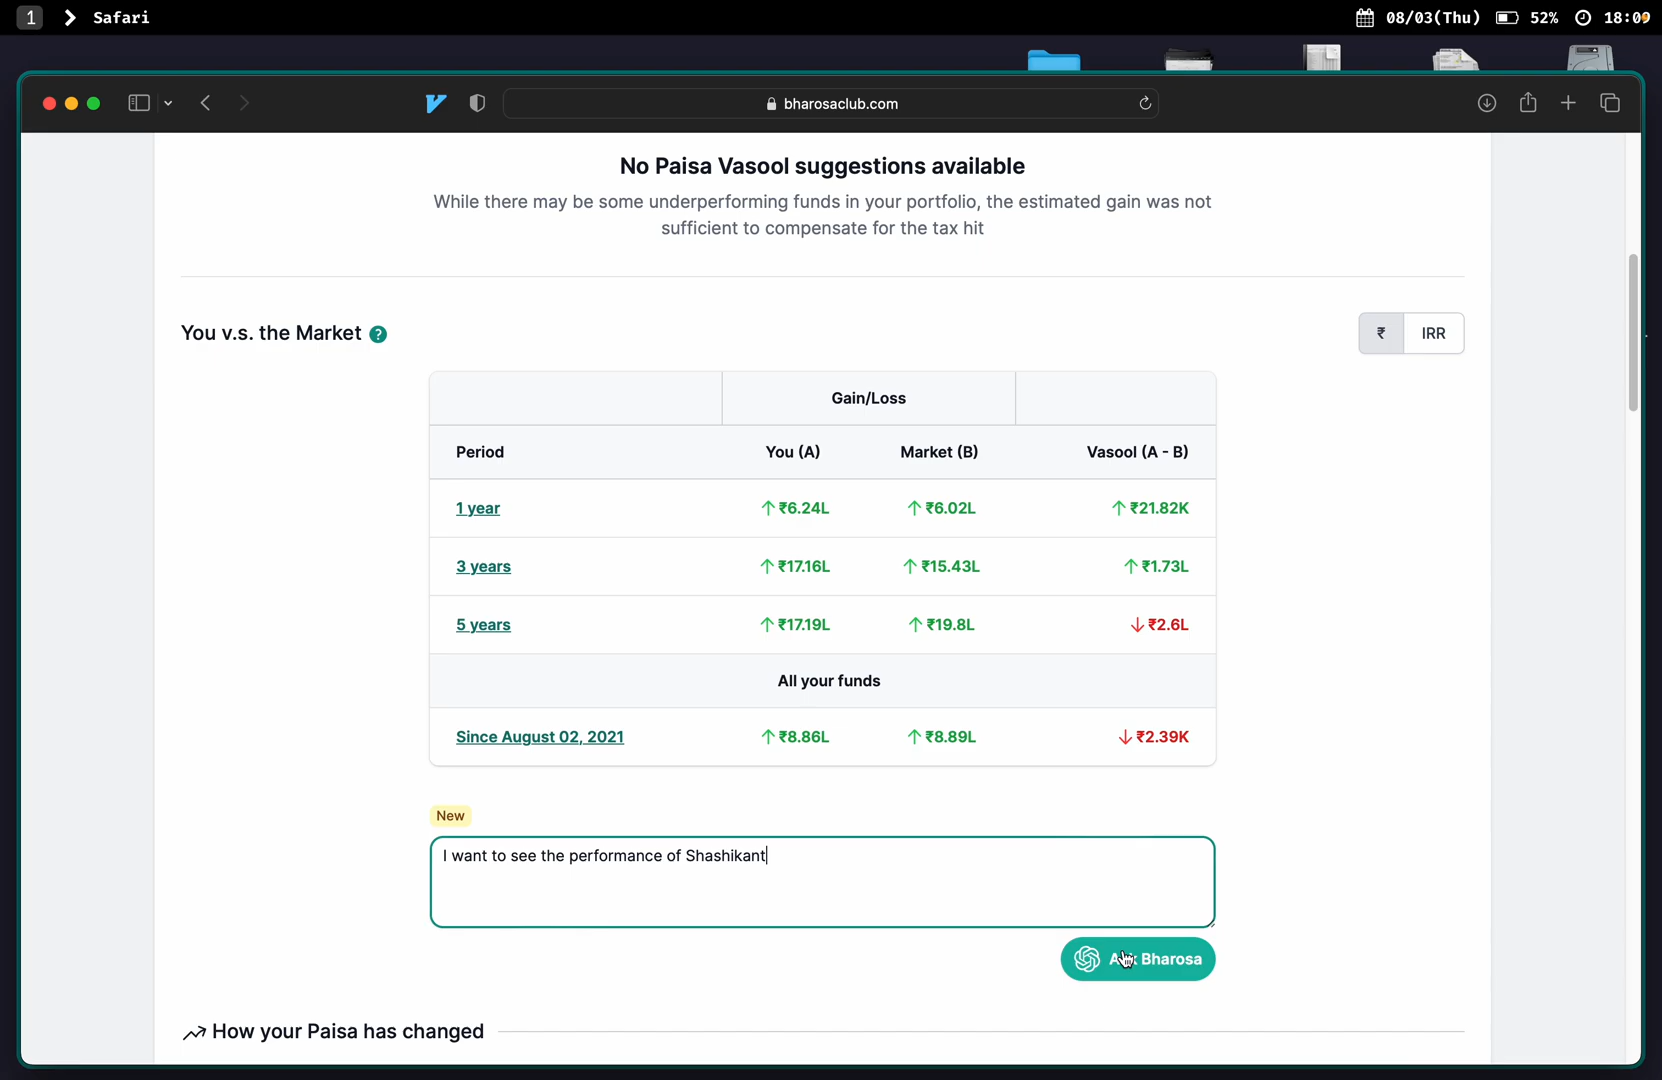 1 Safari 08/03(Thu) 52% 18:09
bharosaclub.com
No Paisa Vasool suggestions available
While there may be some underperforming funds in your portfolio, the estimated gain was not
sufficient to compensate for the tax hit
You v.s. the Market ?
₹ IRR
Gain/Loss
Period You (A) Market (B) Vasool (A - B)
1 year ↑₹6.24L ↑₹6.02L ↑₹21.82K
3 years ↑₹17.16L ↑₹15.43L ↑₹1.73L
5 years ↑₹17.19L ↑₹19.8L ↓₹2.6L
All your funds
Since August 02, 2021 ↑₹8.86L ↑₹8.89L ↓₹2.39K
New
I want to see the performance of Shashikant
Bharosa
How your Paisa has changed